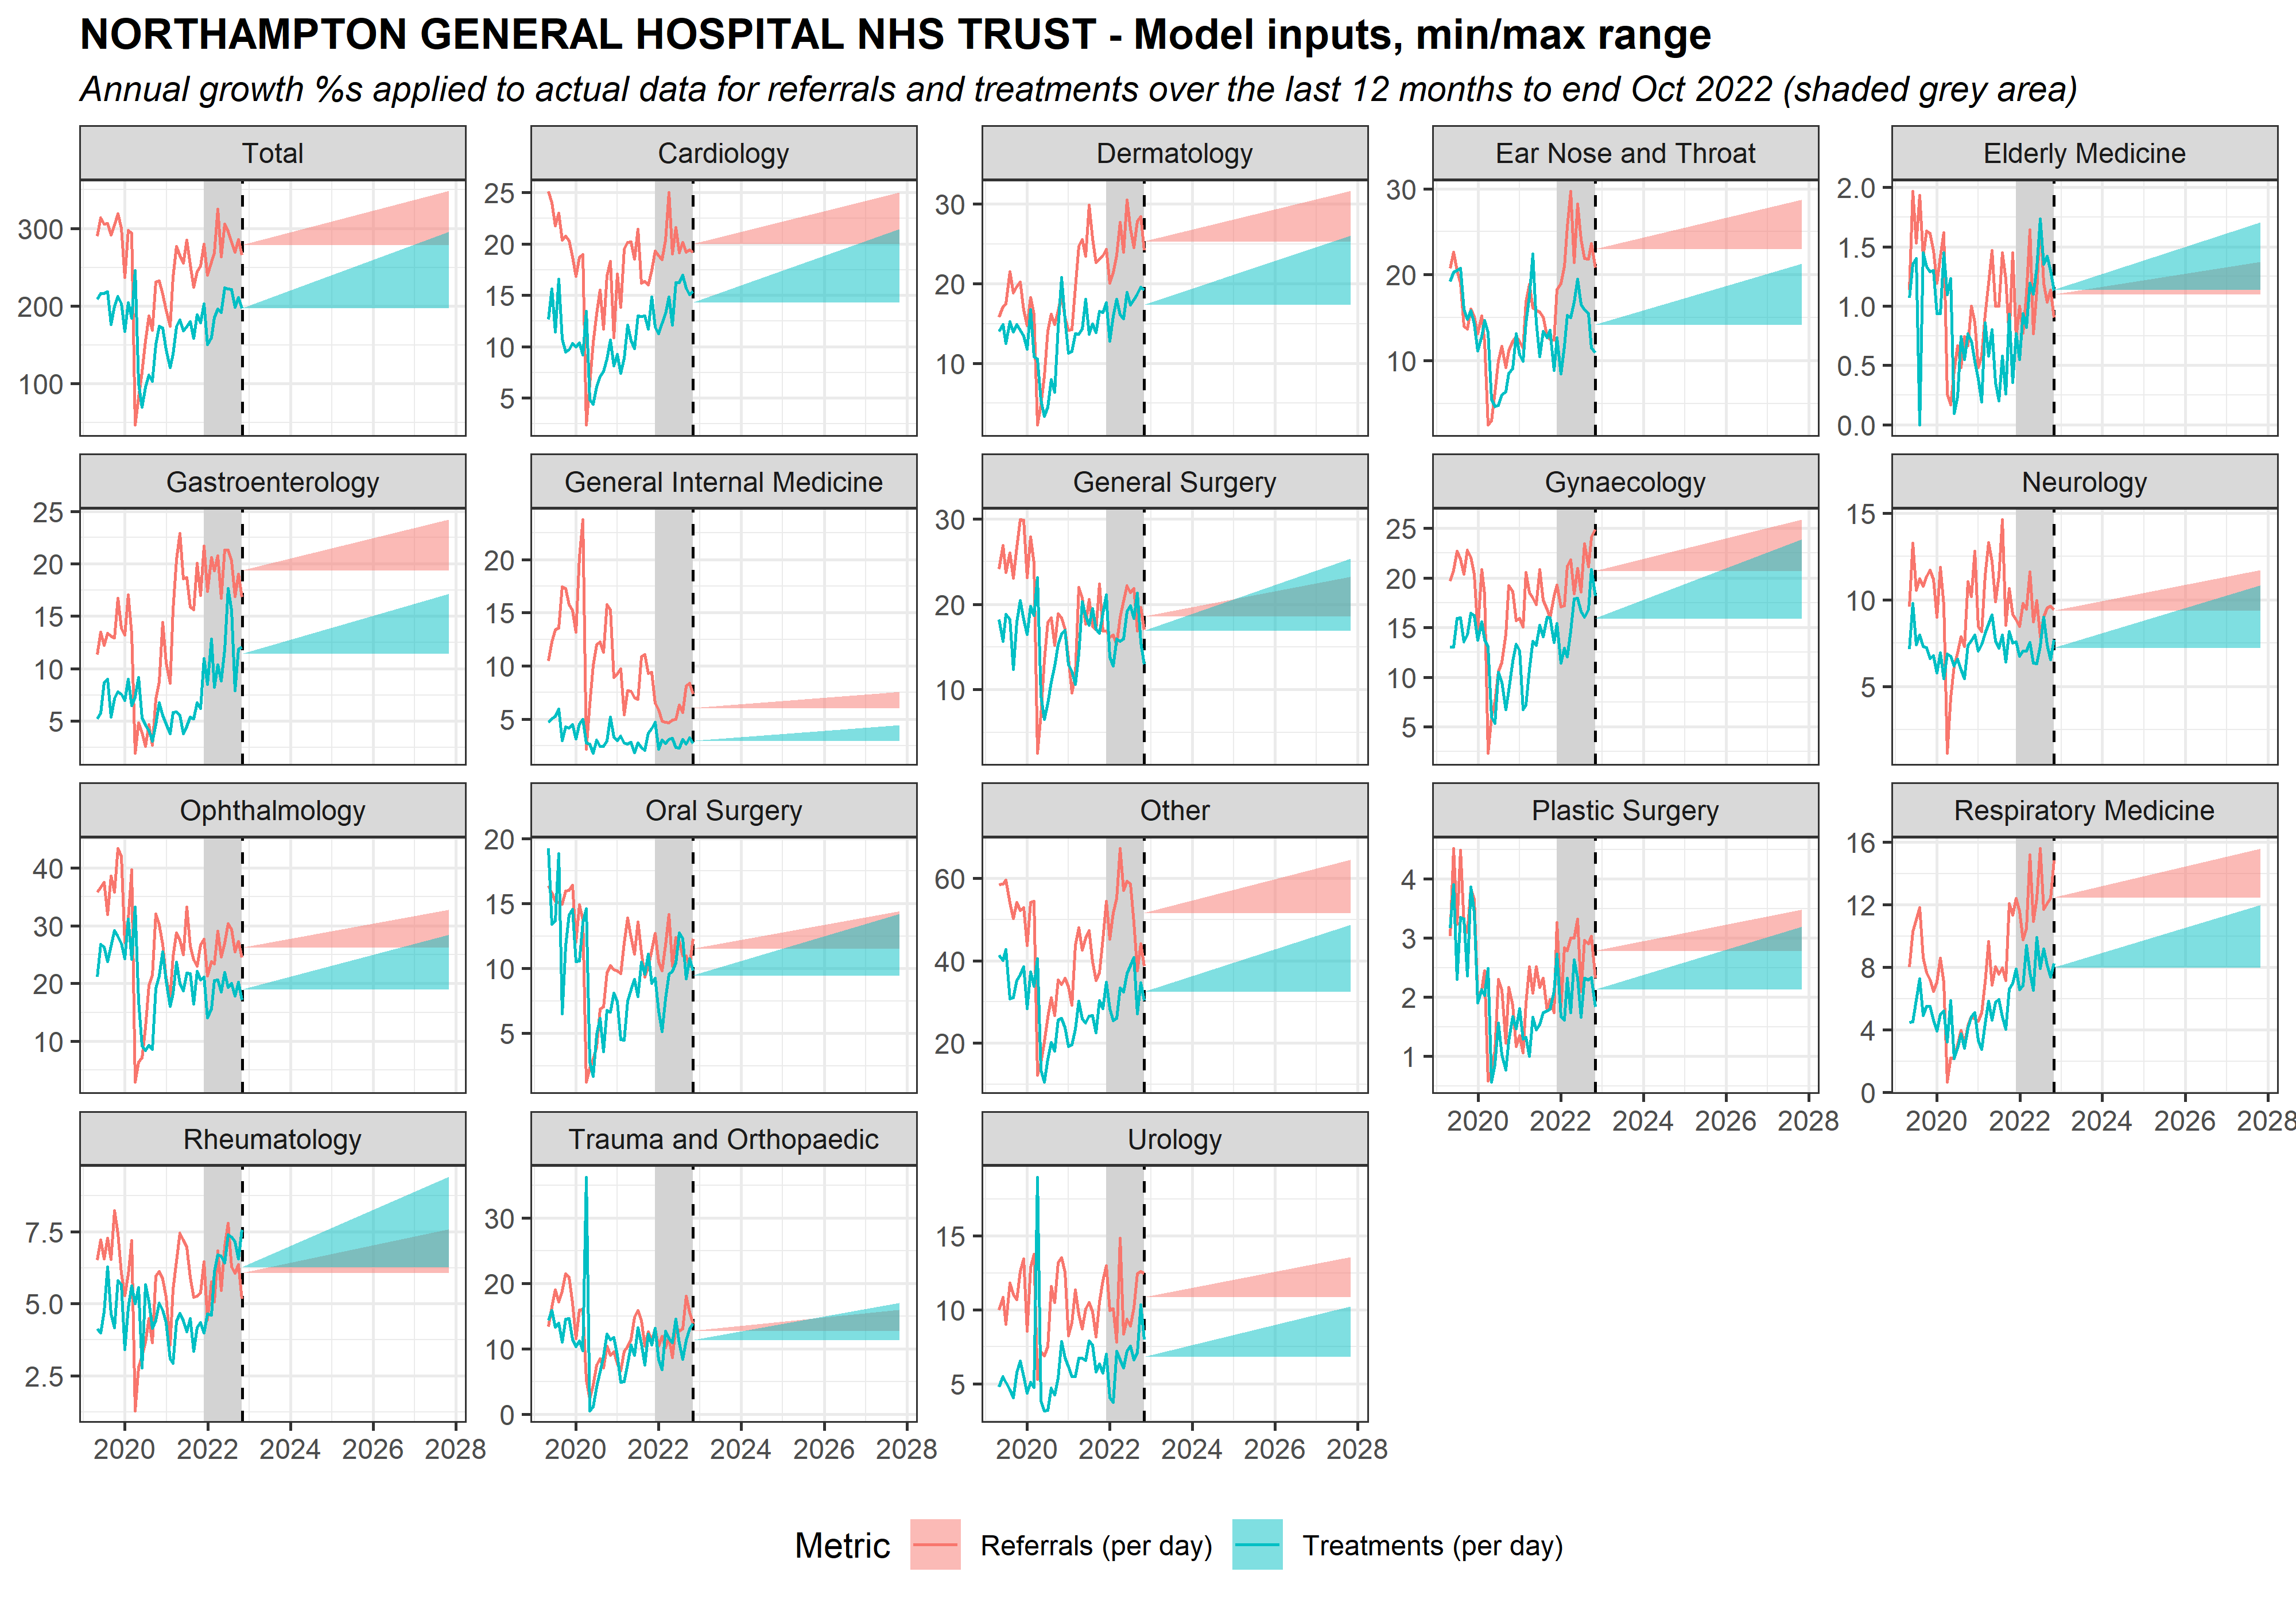 NORTHAMPTON GENERAL HOSPITAL NHS TRUST - Model inputs, min/max range
Annual growth %s applied to actual data for referrals and treatments over the last 12 months to end Oct 2022 (shaded grey area)
Total
Cardiology
Dermatology
Ear Nose and Throat
Elderly Medicine
300
200
100
25
20
15
10
5
30
20
10
30
20
10
2.0
1.5
1.0
0.5
0.0
Gastroenterology
General Internal Medicine
General Surgery
Gynaecology
Neurology
25
20
15
10
5
20
15
10
5
30
20
10
25
20
15
10
5
15
10
5
Ophthalmology
Oral Surgery
Other
Plastic Surgery
Respiratory Medicine
40
30
20
10
20
15
10
5
60
40
20
4
3
2
1
16
12
8
4
0
2020 2022 2024 2026 2028
2020 2022 2024 2026 2028
Rheumatology
Trauma and Orthopaedic
Urology
7.5
5.0
2.5
30
20
10
0
15
10
5
2020 2022 2024 2026 2028
2020 2022 2024 2026 2028
2020 2022 2024 2026 2028
Metric Referrals (per day) Treatments (per day)